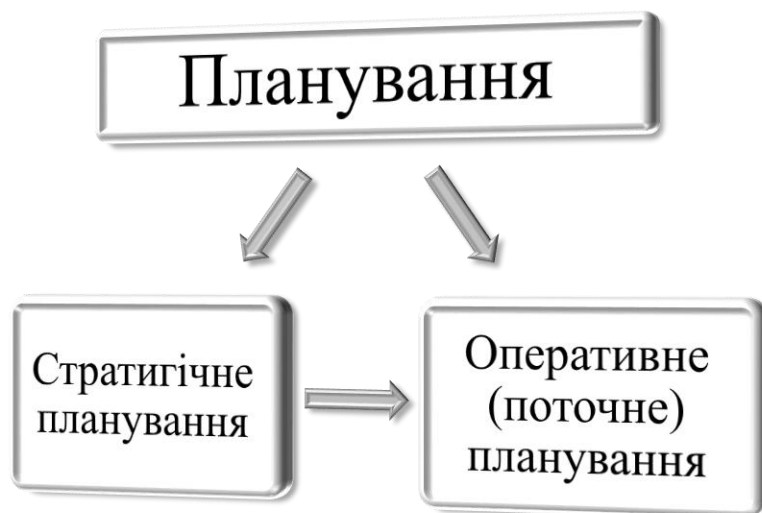 Планування
Стратигічне
планування
Оперативне
(поточне)
планування